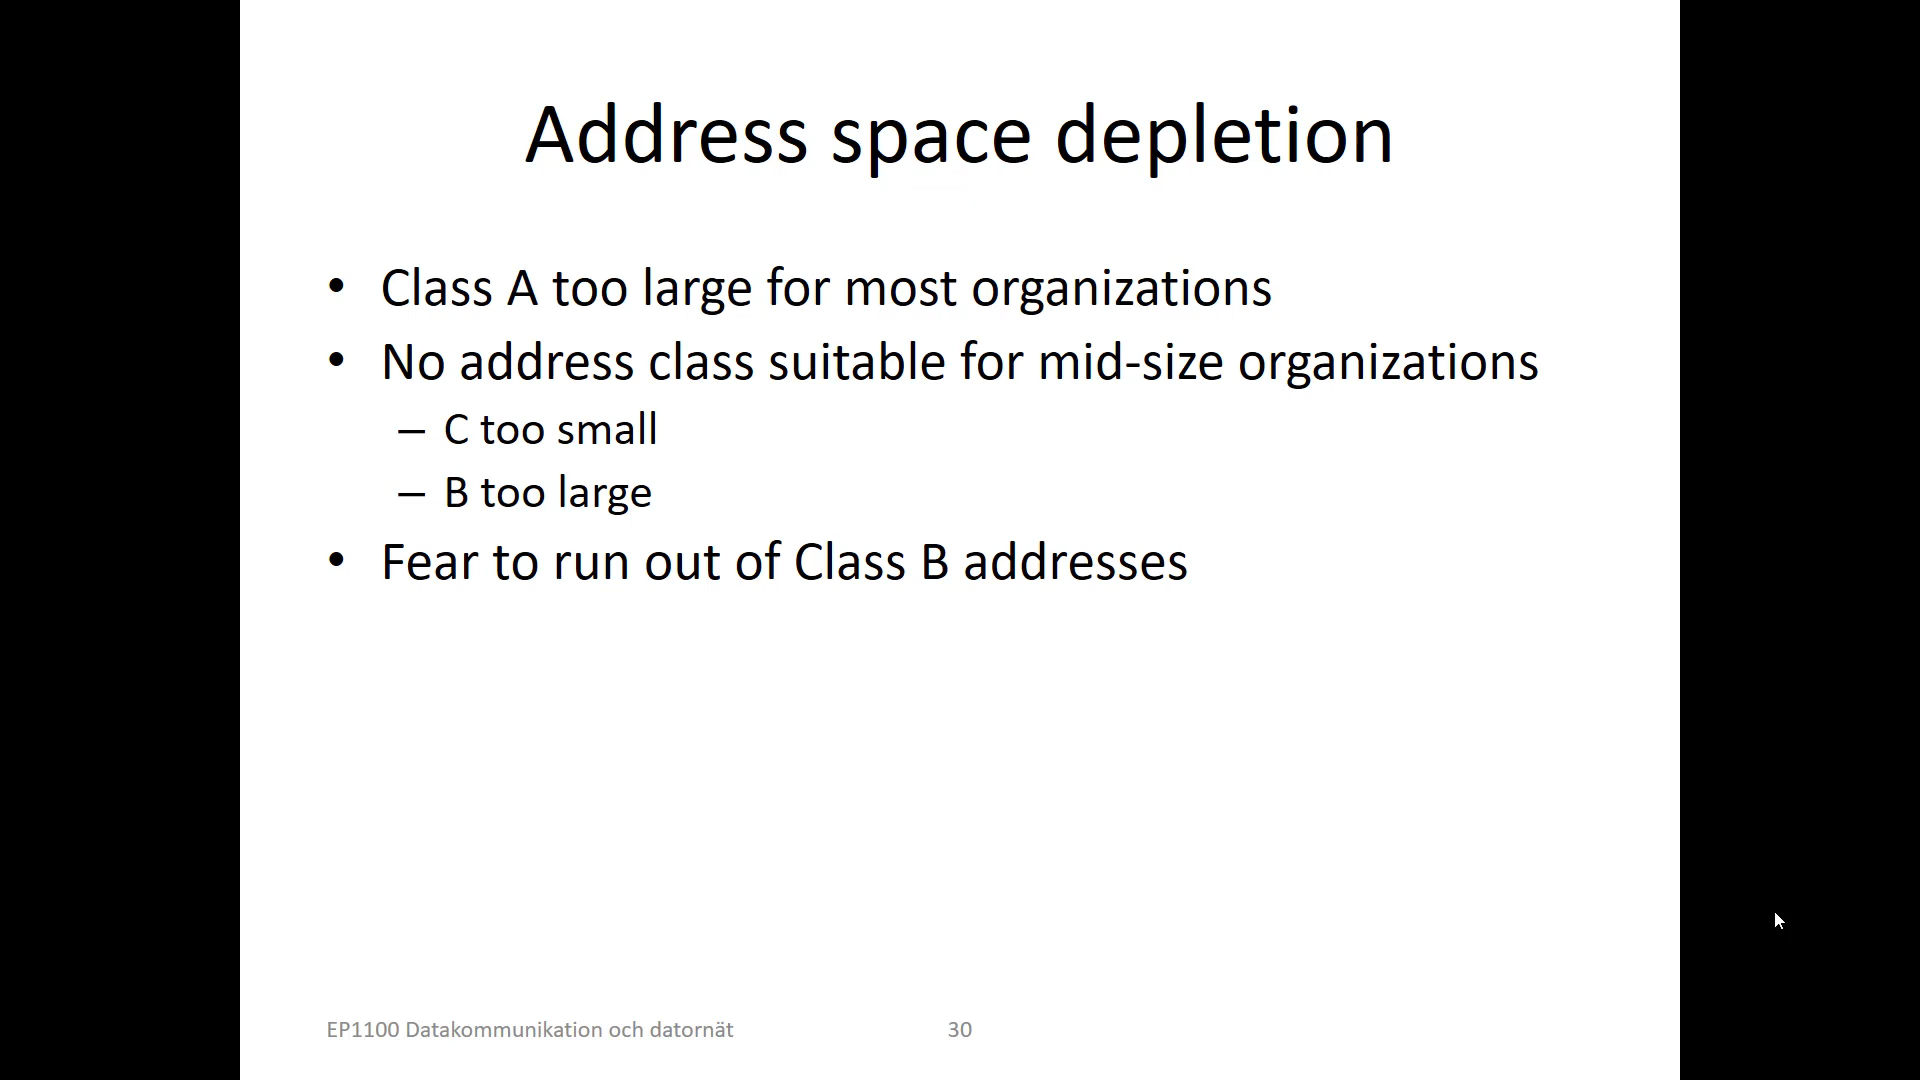 Address space depletion
• Class A too large for most organizations
• No address class suitable for mid-size organizations
– C too small
– B too large
• Fear to run out of Class B addresses
EP1100 Datakommunikation och datornät
30